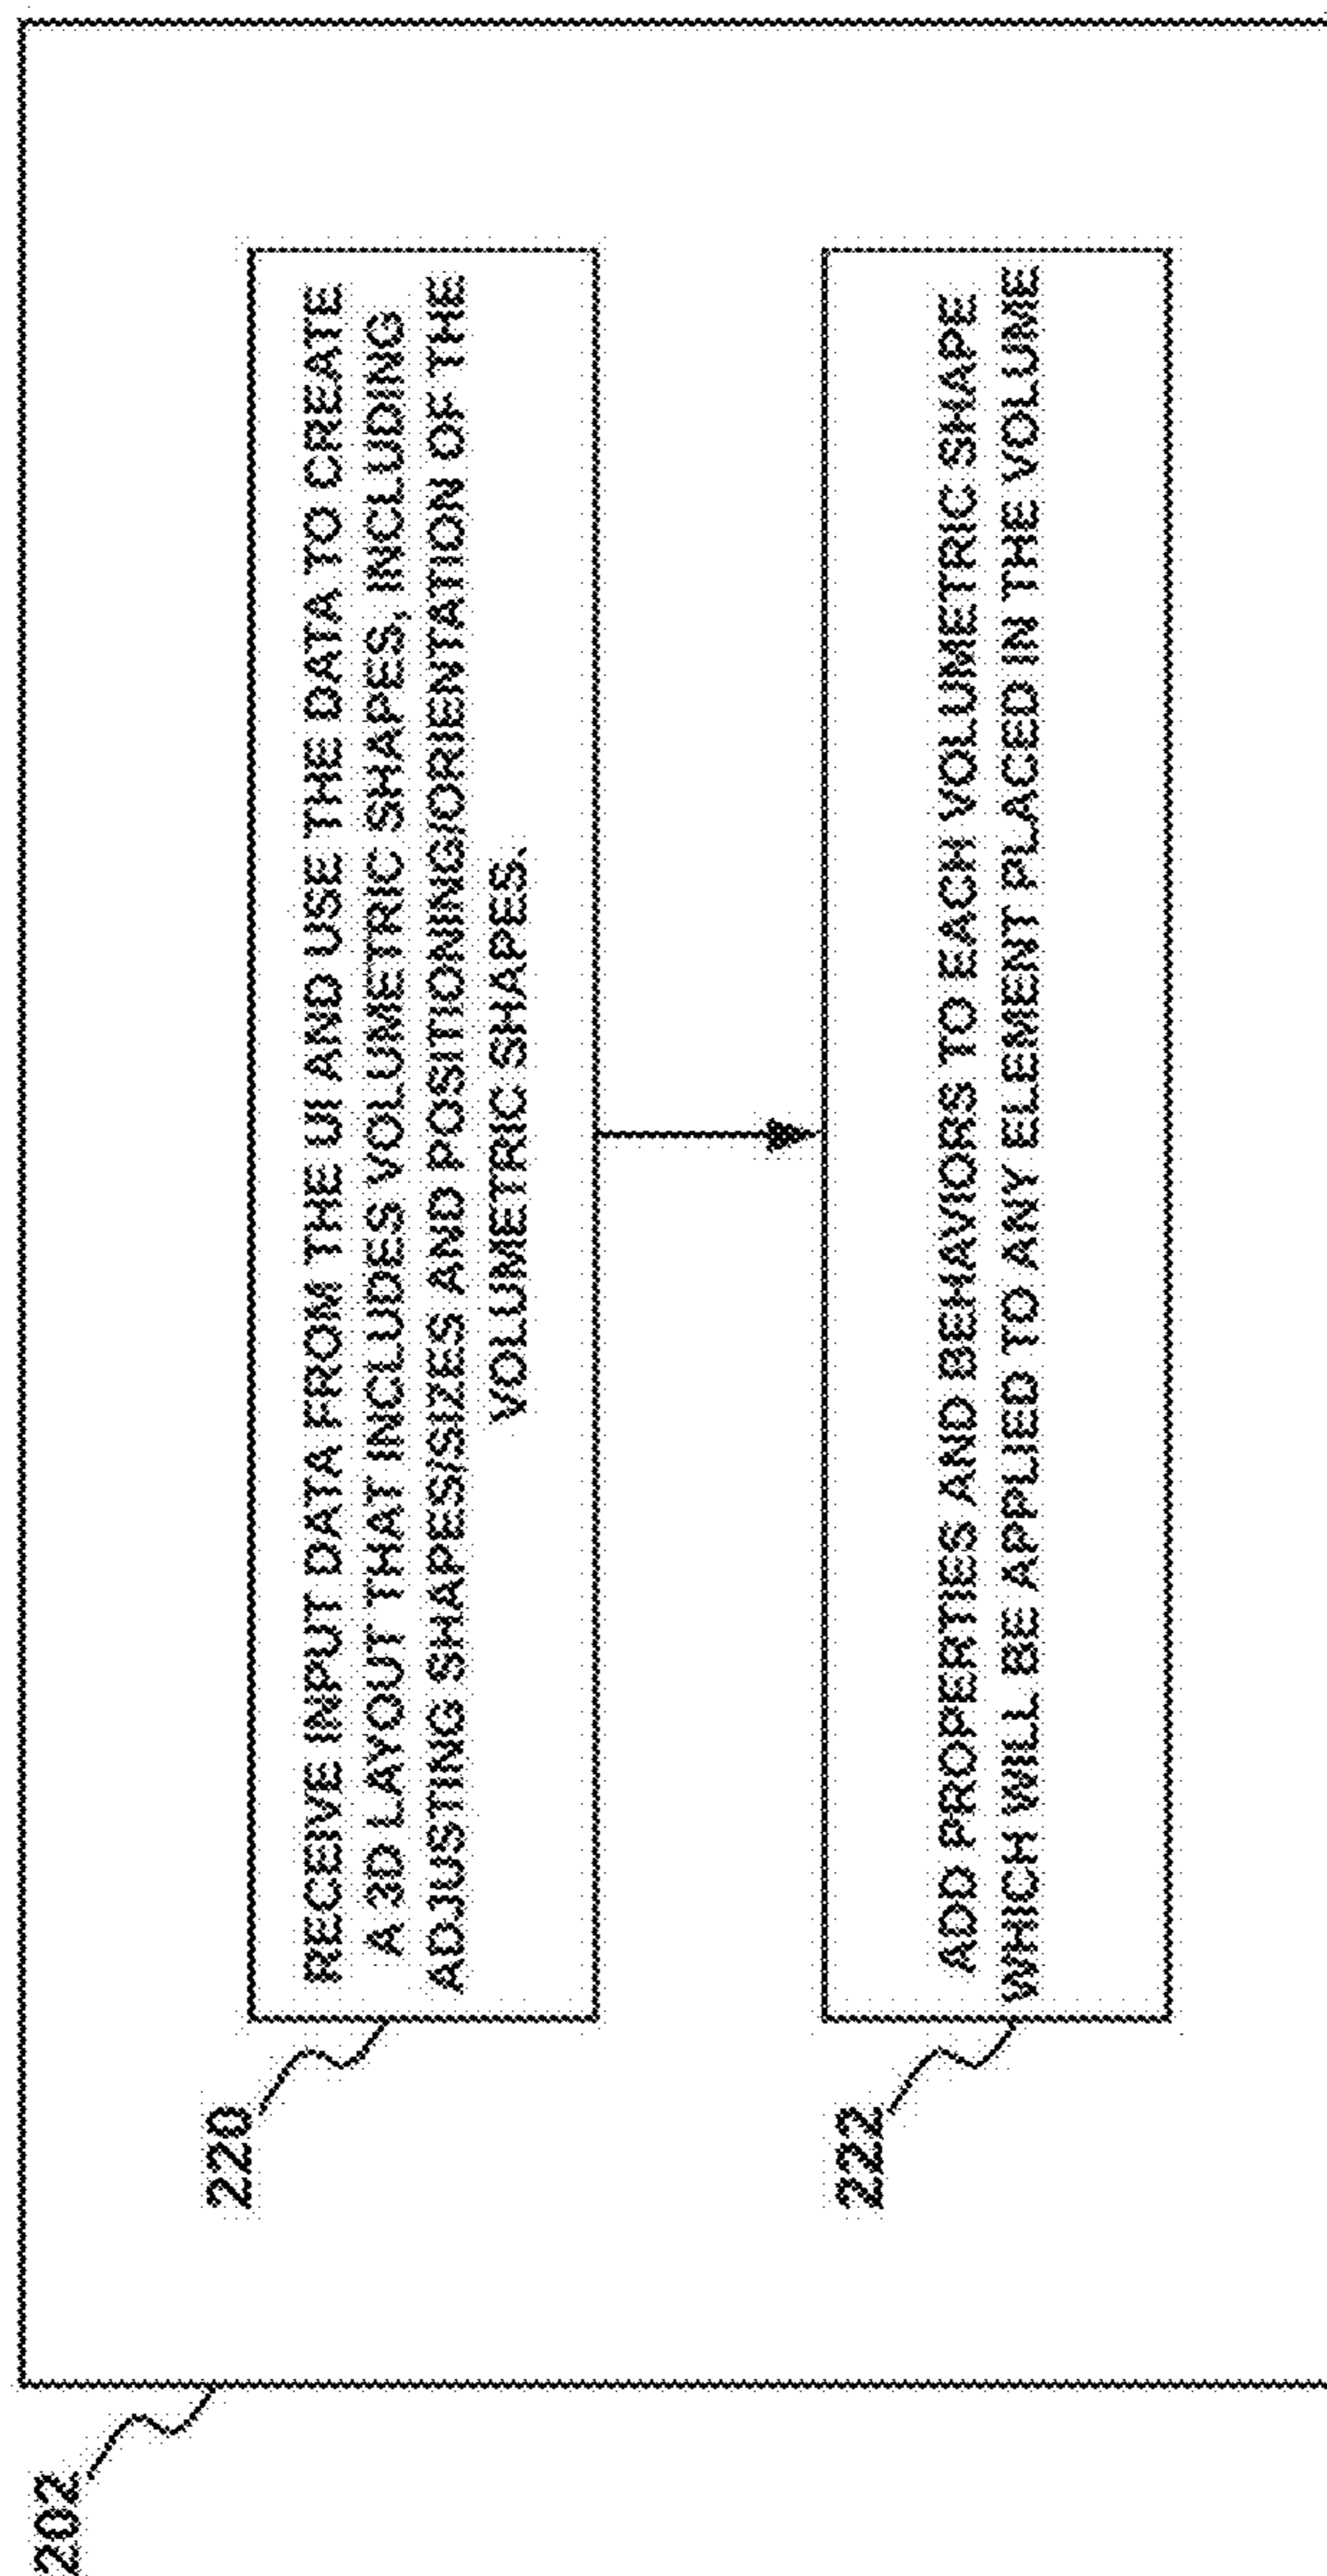 202
220
RECEIVE INPUT DATA FROM THE UI AND USE THE DATA TO CREATE
A 3D LAYOUT THAT INCLUDES VOLUMETRIC SHAPES, INCLUDING
ADJUSTING SHAPES/SIZES AND POSITIONING/ORIENTATION OF THE
VOLUMETRIC SHAPES.
222
ADD PROPERTIES AND BEHAVIORS TO EACH VOLUMETRIC SHAPE
WHICH WILL BE APPLIED TO ANY ELEMENT PLACED IN THE VOLUME